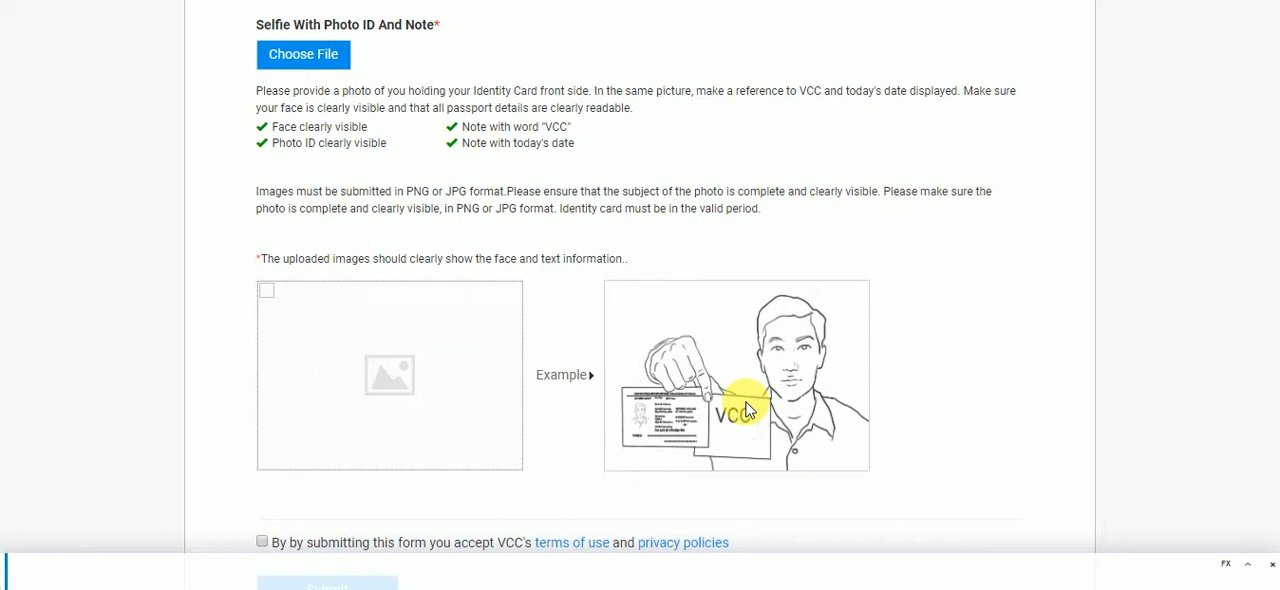 Selfie With Photo ID And Note*
Choose File
Please provide a photo of you holding your Identity Card front side. In the same picture, make a reference to VCC and today's date displayed. Make sure
your face is clearly visible and that all passport details are clearly readable.
Face clearly visible
Note with word "VCC"
Photo ID clearly visible
Note with today's date
Images must be submitted in PNG or JPG format.Please ensure that the subject of the photo is complete and clearly visible. Please make sure the
photo is complete and clearly visible, in PNG or JPG format. Identity card must be in the valid period.
*The uploaded images should clearly show the face and text information..
Example
VCC
By by submitting this form you accept VCC's terms of use and privacy policies
FX
Submit